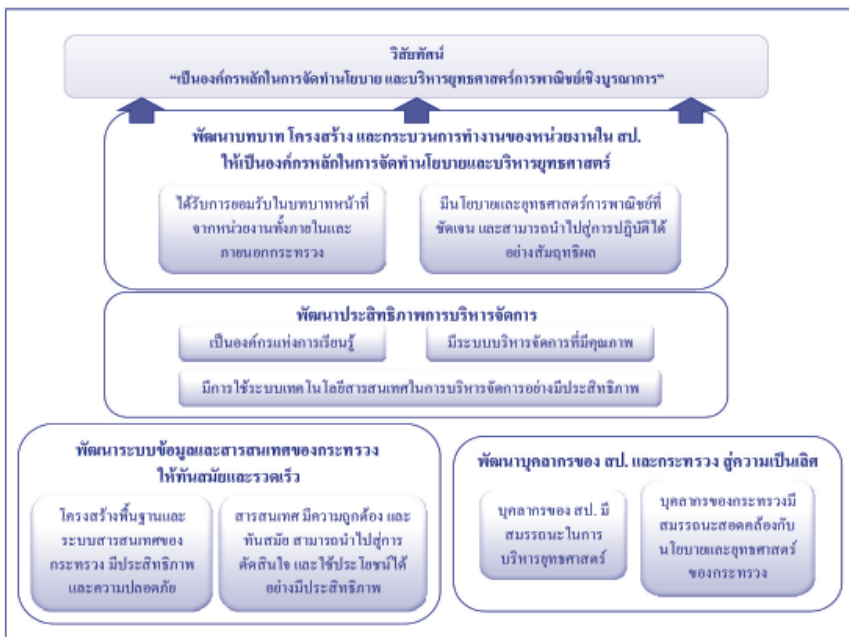 วิสัยทัศน์
“เป็นองค์กรหลักในการจัดทำนโยบาย และบริหารยุทธศาสตร์การพาณิชย์เชิงบูรณาการ”
พัฒนาบทบาท โครงสร้าง และกระบวนการทำงานของหน่วยงานใน สป.
ให้เป็นองค์กรหลักในการจัดทำนโยบายและบริหารยุทธศาสตร์
ได้รับการยอมรับในบทบาทหน้าที่
จากหน่วยงานทั้งภายในและ
ภายนอกกระทรวง
มีนโยบายและยุทธศาสตร์การพาณิชย์ที่
ชัดเจน และสามารถนำไปสู่การปฏิบัติได้
อย่างสัมฤทธิผล
พัฒนาประสิทธิภาพการบริหารจัดการ
เป็นองค์กรแห่งการเรียนรู้
มีระบบบริหารจัดการที่มีคุณภาพ
มีการใช้ระบบเทคโนโลยีสารสนเทศในการบริหารจัดการอย่างมีประสิทธิภาพ
พัฒนาระบบข้อมูลและสารสนเทศของกระทรวง
ให้ทันสมัยและรวดเร็ว
โครงสร้างพื้นฐานและ
ระบบสารสนเทศของ
กระทรวง มีประสิทธิภาพ
และความปลอดภัย
สารสนเทศ มีความถูกต้อง และ
ทันสมัย สามารถนำไปสู่การ
ตัดสินใจ และใช้ประโยชน์ได้
อย่างมีประสิทธิภาพ
พัฒนาบุคลากรของ สป. และกระทรวง สู่ความเป็นเลิศ
บุคลากรของ สป. มี
สมรรถนะในการ
บริหารยุทธศาสตร์
บุคลากรของกระทรวงมี
สมรรถนะสอดคล้องกับ
นโยบายและยุทธศาสตร์
ของกระทรวง